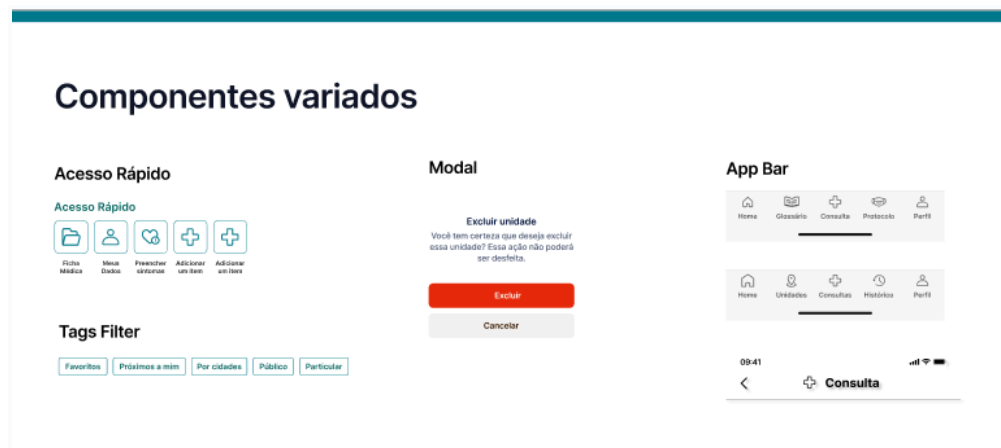 Componentes variados
Acesso Rápido
Acesso Rápido
Ficha
Médica
Meus
Dados
Preencher
sintomas
Adicionar
um item
Adicionar
um item
Tags Filter
Favoritos
Próximos a mim
Por cidades
Público
Particular
Modal
Excluir unidade
Você tem certeza que deseja excluir
essa unidade? Essa ação não poderá
ser desfeita.
Excluir
Cancelar
App Bar
Home
Glossário
Consulta
Protocolo
Perfil
Home
Unidades
Consultas
Histórico
Perfil
09:41
Consulta